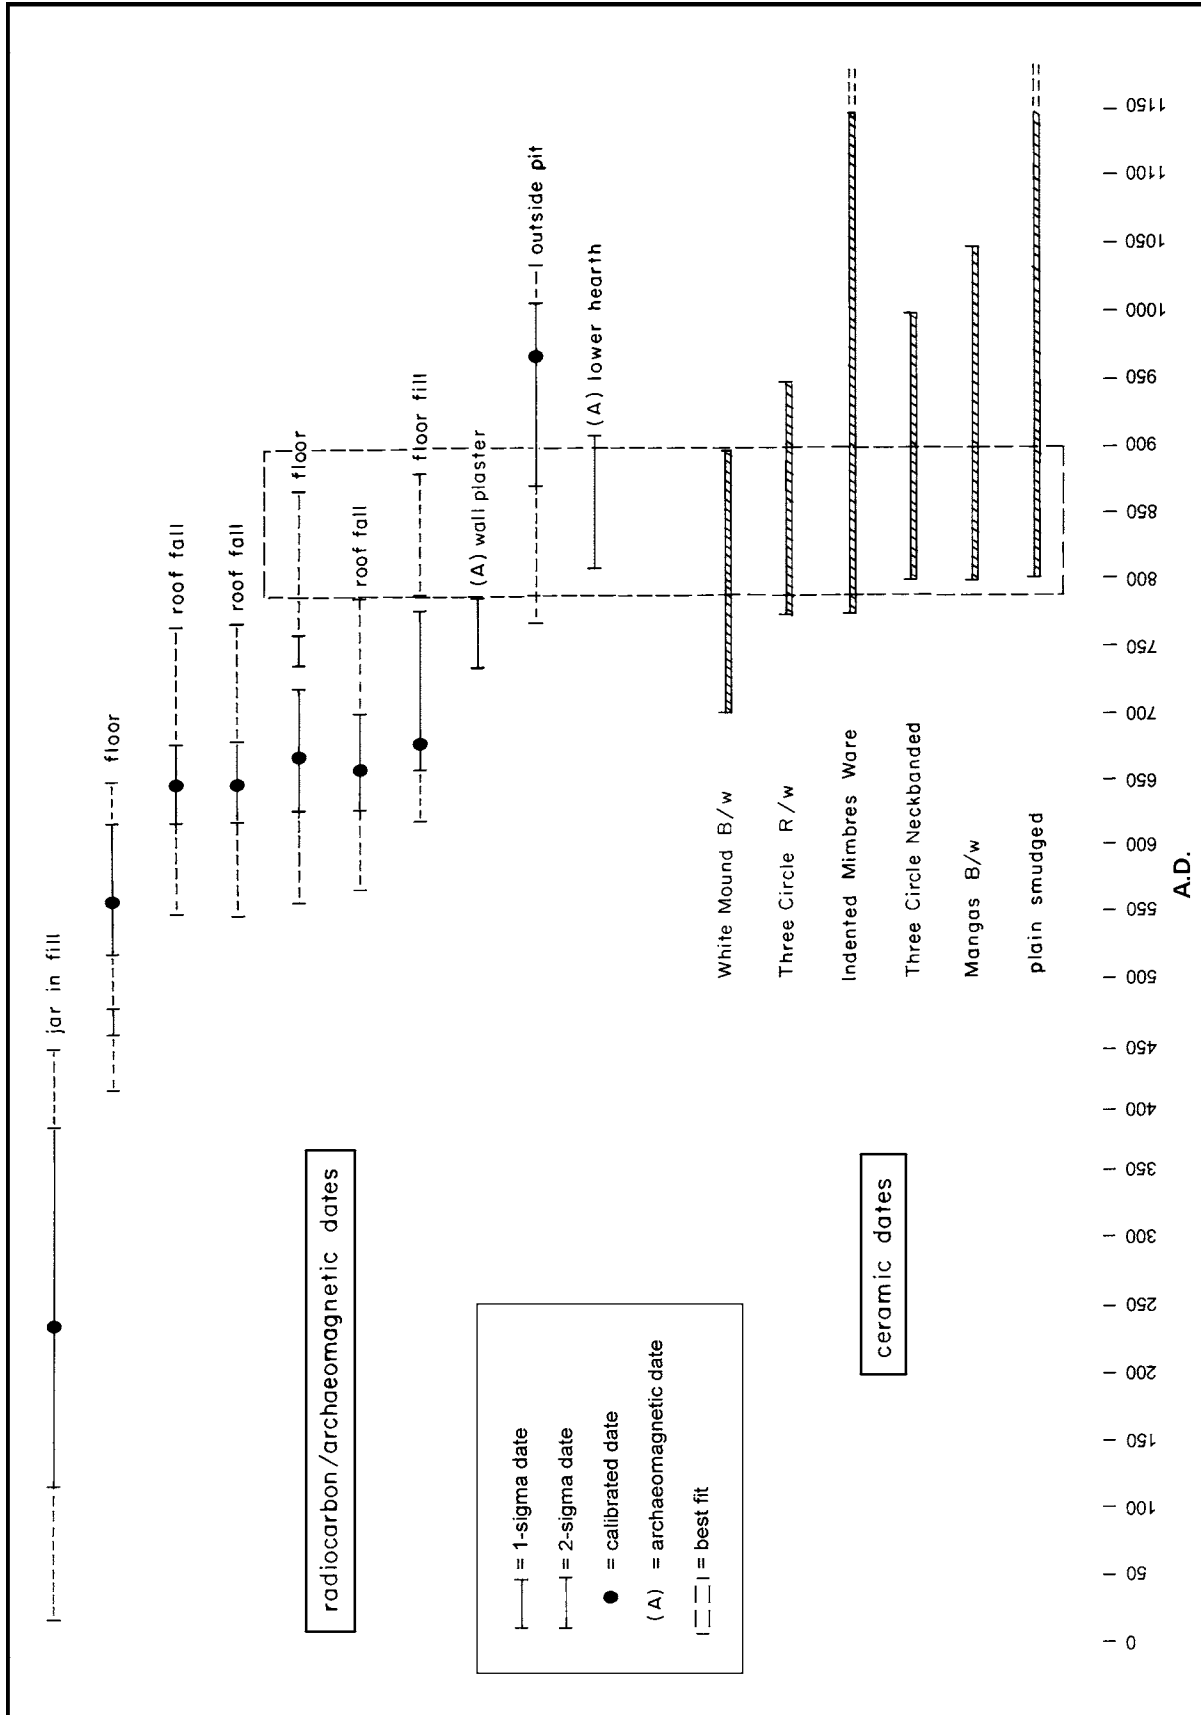 jar in fill
floor
roof fall
roof fall
floor
roof fall
floor fill
(A) wall plaster
outside pit
(A) lower hearth
radiocarbon/archaeomagnetic dates
= 1-sigma date
= 2-sigma date
= calibrated date
(A) = archaeomagnetic date
= best fit
White Mound B/w
Three Circle R/w
Indented Mimbres Ware
Three Circle Neckbanded
Mangas B/w
plain smudged
ceramic dates
0 50 100 150 200 250 300 350 400 450 500 550 600 650 700 750 800 850 900 950 1000 1050 1100 1150
A.D.